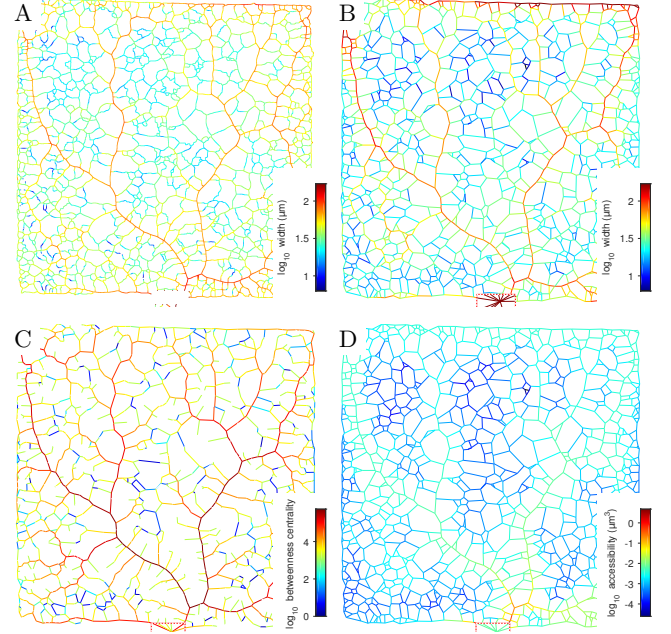 A
B
2
1.5
1
log10 width (μm)
2
1.5
1
log10 width (μm)
C
D
4
2
0
log10 betweenness centrality
0
-1
-2
-3
-4
log10 accessibility (μm³)